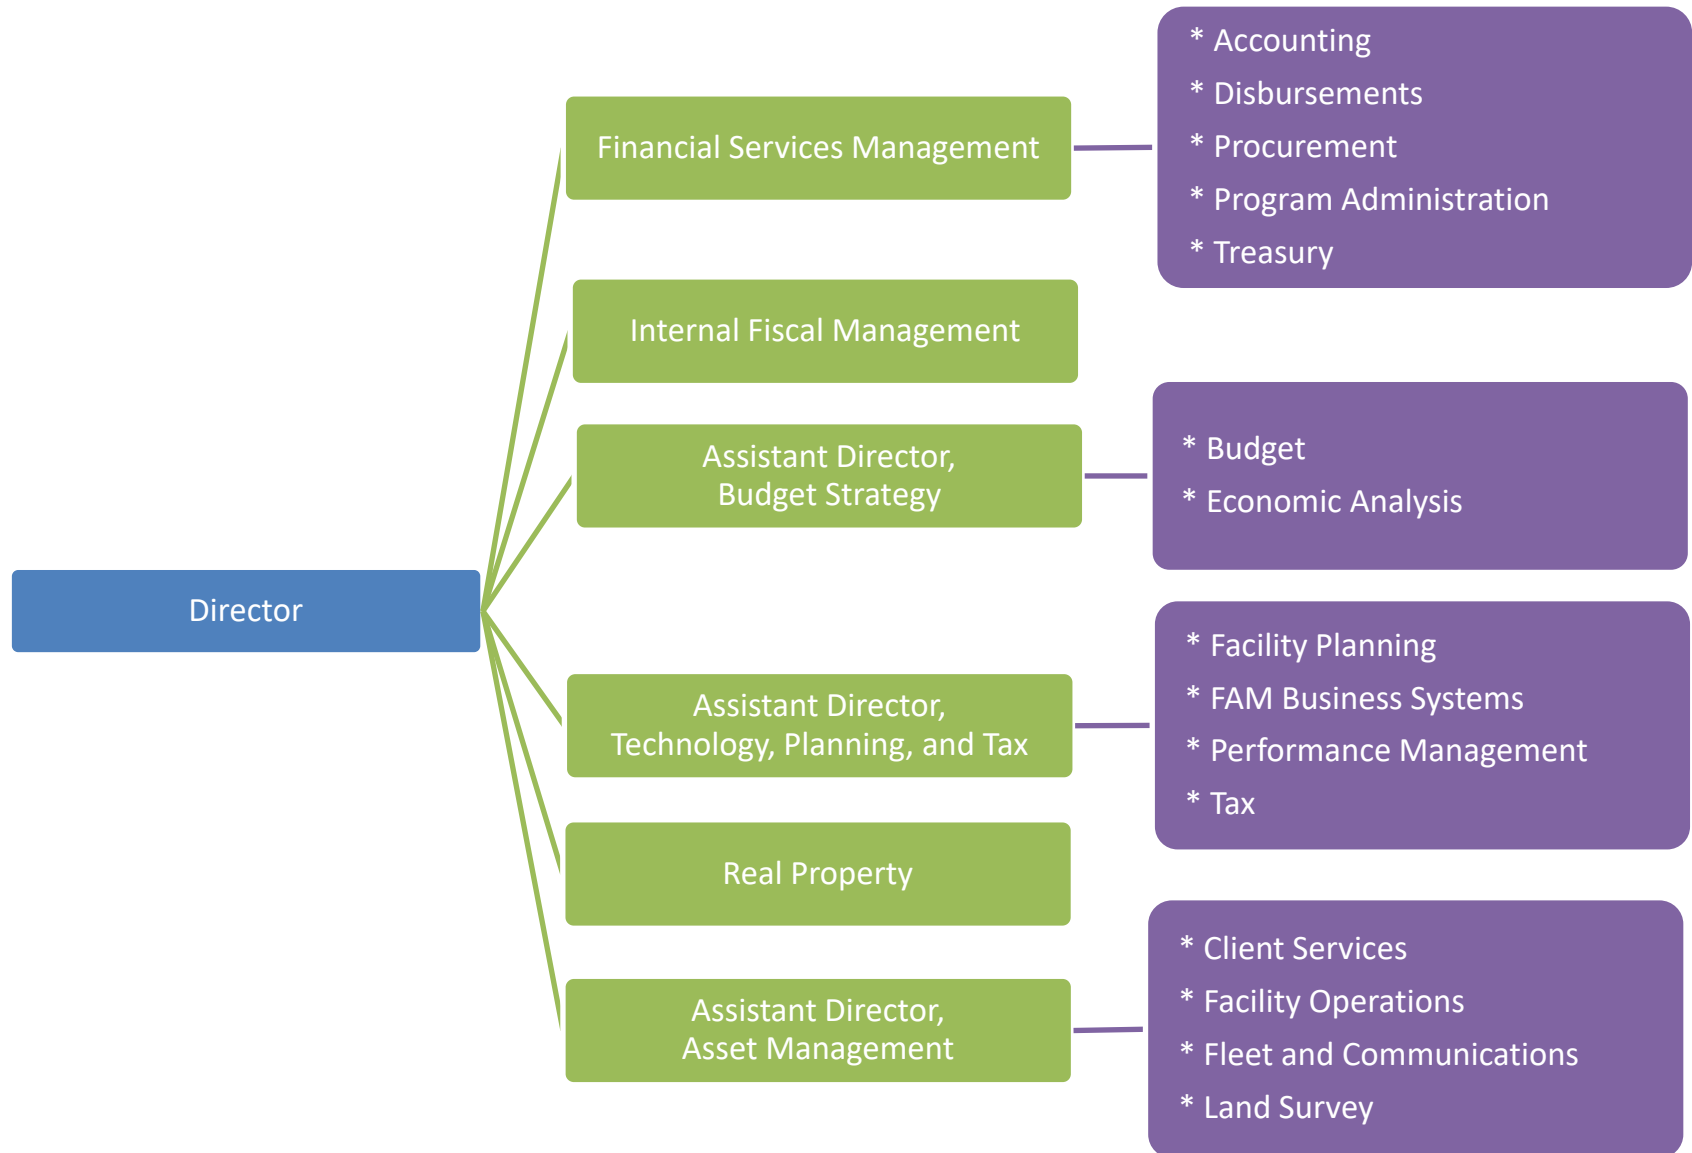 Director
Financial Services Management
* Accounting
* Disbursements
* Procurement
* Program Administration
* Treasury
Internal Fiscal Management
Assistant Director,
Budget Strategy
* Budget
* Economic Analysis
Assistant Director,
Technology, Planning, and Tax
* Facility Planning
* FAM Business Systems
* Performance Management
* Tax
Real Property
Assistant Director,
Asset Management
* Client Services
* Facility Operations
* Fleet and Communications
* Land Survey